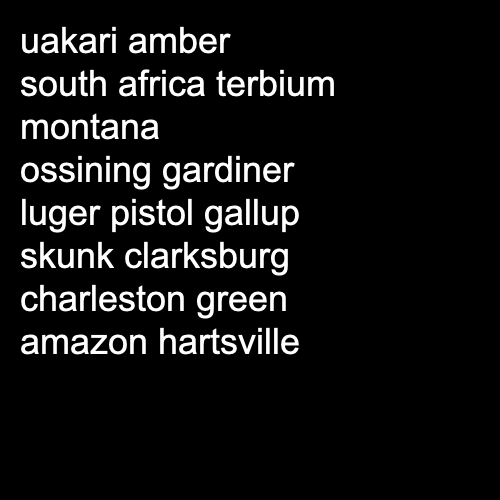 uakari amber
south africa terbium
montana
ossining gardiner
luger pistol gallup
skunk clarksburg
charleston green
amazon hartsville